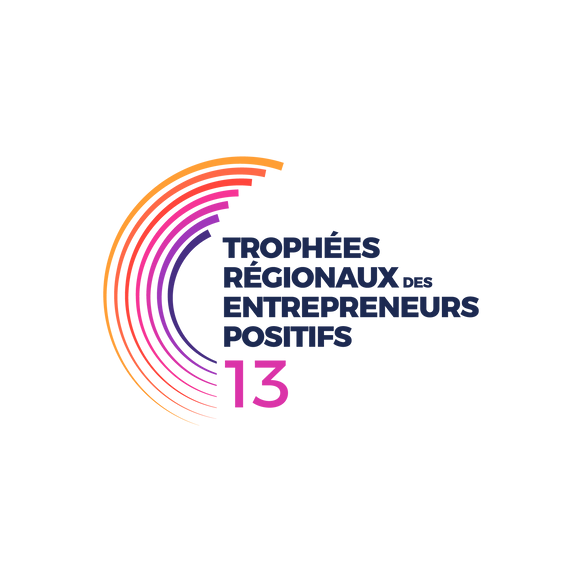 TROPHÉES
RÉGIONAUX DES
ENTREPRENEURS
POSITIFS
13